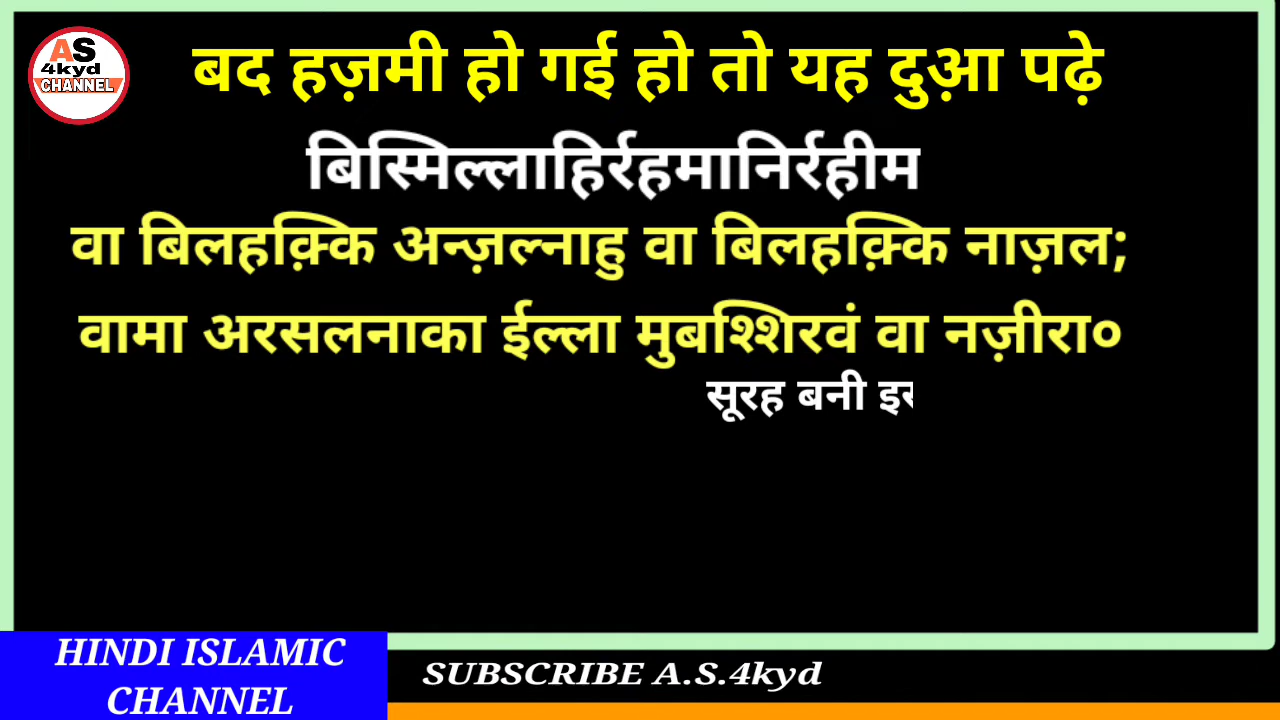 AS
4kyd
CHANNEL
बद हज़मी हो गई हो तो यह दुआ़ पढ़े
बिस्मिल्लाहिर्रहमानिर्रहीम
वा बिलहक़्कि अन्ज़ल्नाहु वा बिलहक़्कि नाज़ल;
वामा अरसलनाका ईल्ला मुबश्शिरवं वा नज़ीरा०
सूरह बनी
HINDI ISLAMIC
CHANNEL
SUBSCRIBE A.S.4kyd